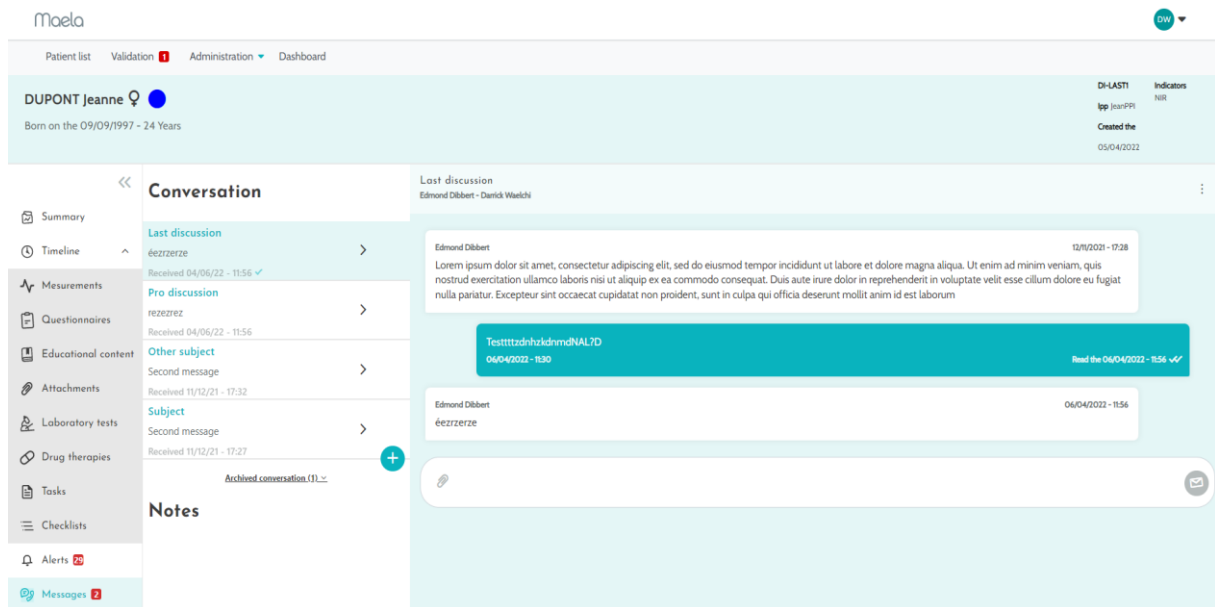 Maela
DW
Patient list Validation 1 Administration Dashboard
DUPONT Jeanne
Born on the 09/09/1997 - 24 Years
DI-LAST1 Indicators
Ipp JeanPPI NIR
Created the
05/04/2022
Summary
Timeline
Mesurements
Questionnaires
Educational content
Attachments
Laboratory tests
Drug therapies
Tasks
Checklists
Alerts 29
Messages 2
Conversation
Last discussion
éezrzerze
Received 04/06/22 - 11:56
Pro discussion
rezezrez
Received 04/06/22 - 11:56
Other subject
Second message
Received 11/12/21 - 17:32
Subject
Second message
Received 11/12/21 - 17:27
Archived conversation (1)
Notes
Last discussion
Edmond Dibbert - Darrick Waelchi
Edmond Dibbert 12/11/2021 - 17:28
Lorem ipsum dolor sit amet, consectetur adipiscing elit, sed do eiusmod tempor incididunt ut labore et dolore magna aliqua. Ut enim ad minim veniam, quis
nostrud exercitation ullamco laboris nisi ut aliquip ex ea commodo consequat. Duis aute irure dolor in reprehenderit in voluptate velit esse cillum dolore eu fugiat
nulla pariatur. Excepteur sint occaecat cupidatat non proident, sunt in culpa qui officia deserunt mollit anim id est laborum
TesttttzdnhzkdnmdNAL?D
06/04/2022 - 11:30 Read the 06/04/2022 - 11:56
Edmond Dibbert 06/04/2022 - 11:56
éezrzerze